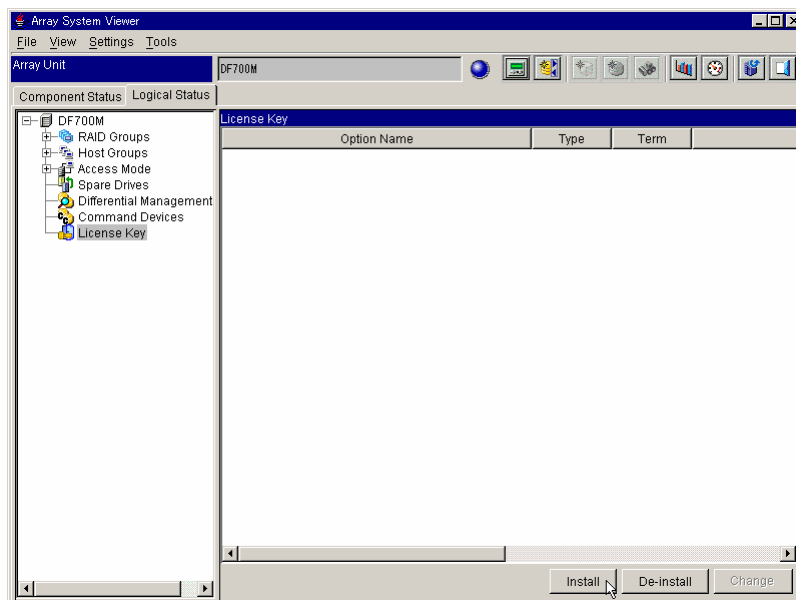 Array System Viewer
File View Settings Tools
Array Unit
DF700M
Component Status Logical Status
DF700M
RAID Groups
Host Groups
Access Mode
Spare Drives
Differential Management
Command Devices
License Key
License Key
Option Name Type Term
Install De-install Change